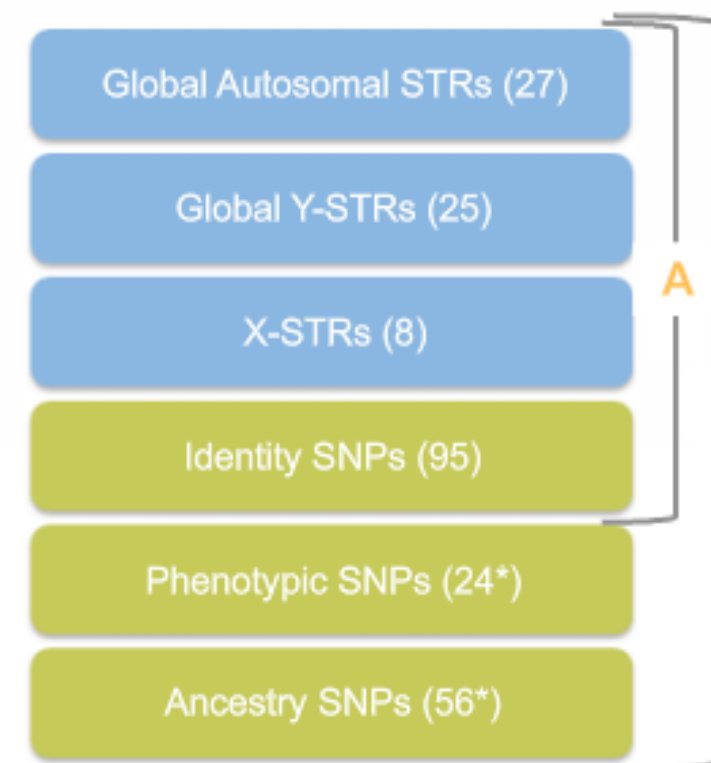 Global Autosomal STRs (27)
Global Y-STRs (25)
A
X-STRs (8)
Identity SNPs (95)
Phenotypic SNPs (24*)
Ancestry SNPs (56*)